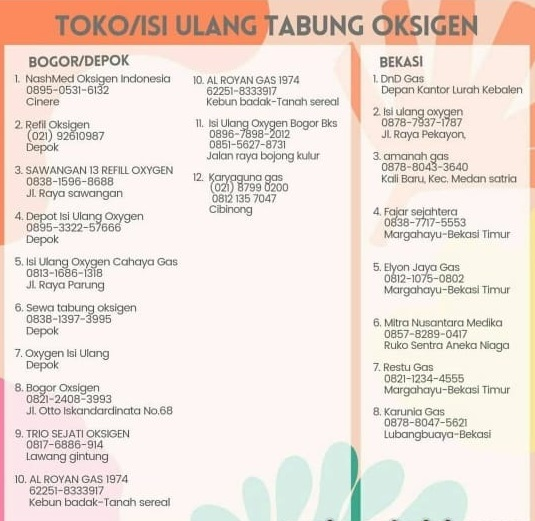 TOKO/ISI ULANG TABUNG OKSIGEN
BOGOR/DEPOK
1. NashMed Oksigen Indonesia
0895-0531-6132
Cinere
2. Refil Oksigen
(021) 92610987
Depok
3. SAWANGAN 13 REFILL OXYGEN
0838-1596-8688
Jl. Raya sawangan
4. Depot Isi Ulang Oxygen
0895-3322-57666
Depok
5. Isi Ulang Oxygen Cahaya Gas
0813-1686-1318
Jl. Raya Parung
6. Sewa tabung oksigen
0838-1397-3995
Depok
7. Oxygen Isi Ulang
Depok
8. Bogor Oxsigen
0821-2408-3993
Jl. Otto Iskandardinata No.68
9. TRIO SEJATI OKSIGEN
0817-6886-914
Lawang gintung
10. AL ROYAN GAS 1974
62251-8333917
Kebun badak-Tanah sereal
10. AL ROYAN GAS 1974
62251-8333917
Kebun badak-Tanah sereal
11. Isi Ulang Oxygen Bogor Bks
0896-7898-2012
0851-5627-8731
Jalan raya bojong kulur
12. Karyaguna gas
(021) 8799 0200
0812 135 7047
Cibinong
BEKASI
1. DnD Gas
Depan Kantor Lurah Kebalen
2. Isi ulang oxygen
0878-7937-1787
Jl. Raya Pekayon,
3. amanah gas
0878-8043-3640
Kali Baru, Kec. Medan satria
4. Fajar sejahtera
0838-7717-5553
Margahayu-Bekasi Timur
5. Elyon Jaya Gas
0812-1075-0802
Margahayu-Bekasi Timur
6. Mitra Nusantara Medika
0857-8289-0417
Ruko Sentra Aneka Niaga
7. Restu Gas
0821-1234-4555
Margahayu-Bekasi Timur
8. Karunia Gas
0878-8047-5621
Lubangbuaya-Bekasi